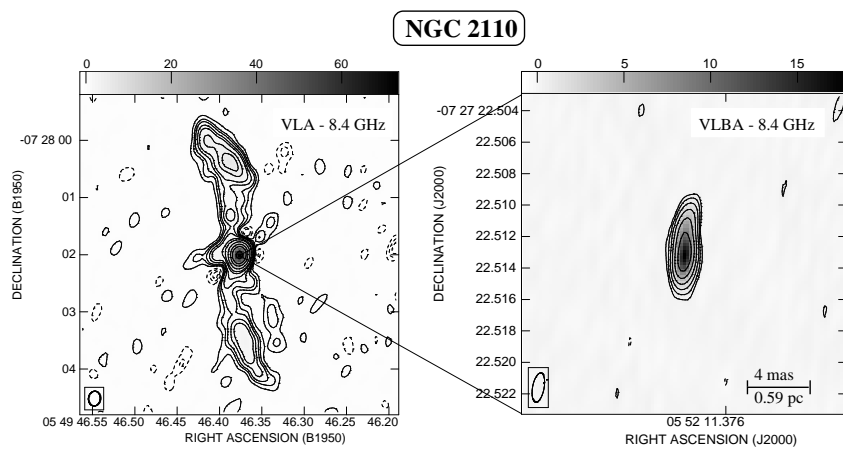 NGC 2110
0 20 40 60
VLA - 8.4 GHz
-07 28 00
01
02
03
04
DECLINATION (B1950)
05 49 46.55 46.50 46.45 46.40 46.35 46.30 46.25 46.20
RIGHT ASCENSION (B1950)
0 5 10 15
VLBA - 8.4 GHz
-07 27 22.504
22.506
22.508
22.510
22.512
22.514
22.516
22.518
22.520
22.522
DECLINATION (J2000)
4 mas
0.59 pc
05 52 11.376
RIGHT ASCENSION (J2000)